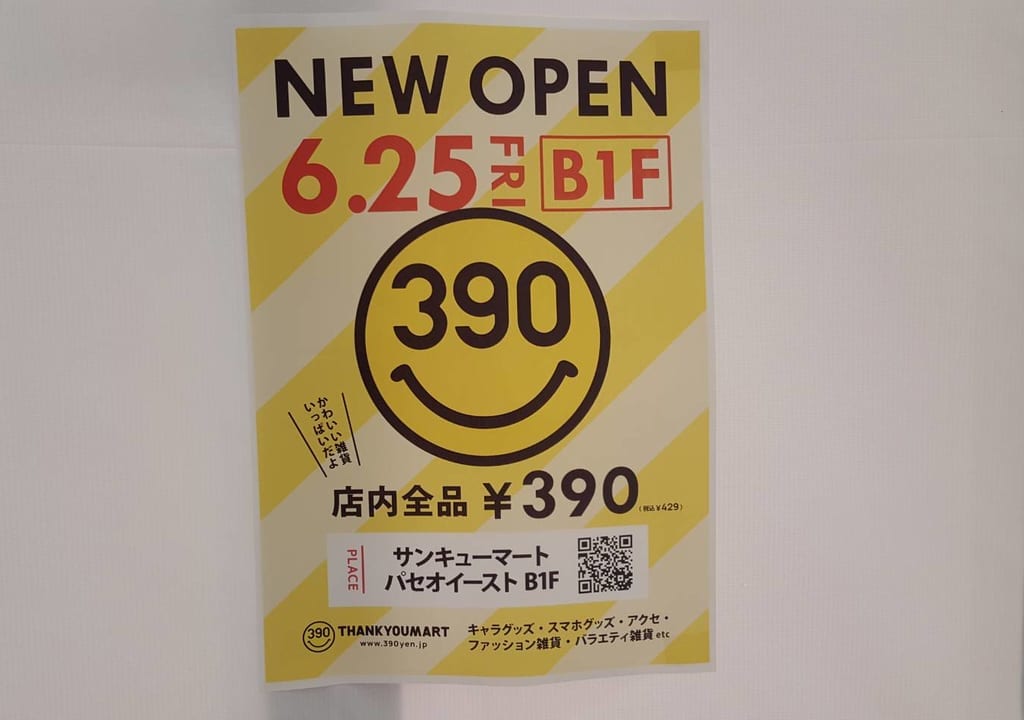 NEW OPEN
6.25 FRI B1F
390
かわいい雑貨
いっぱいだよ
店内全品 ¥390 (税込¥429)
PLACE
サンキューマート
パセオイースト B1F
390 THANKYOUMART
www.390yen.jp
キャラグッズ・スマホグッズ・アクセ・
ファッション雑貨・バラエティ雑貨 etc